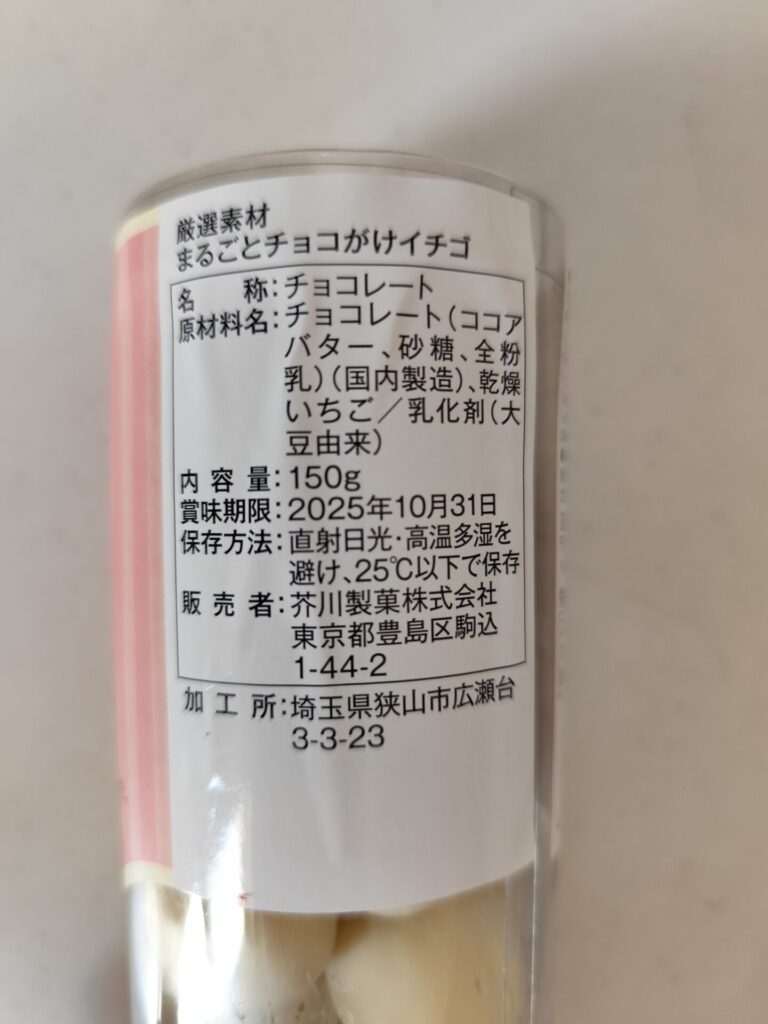 厳選素材
まるごとチョコがけイチゴ
名称:チョコレート
原材料名:チョコレート(ココア
バター、砂糖、全粉
乳)(国内製造)、乾燥
いちご/乳化剤(大
豆由来)
内容量:150g
賞味期限:2025年10月31日
保存方法:直射日光・高温多湿を
避け、25℃以下で保存
販売者:芥川製菓株式会社
東京都豊島区駒込
1-44-2
加工所:埼玉県狭山市広瀬台
3-3-23